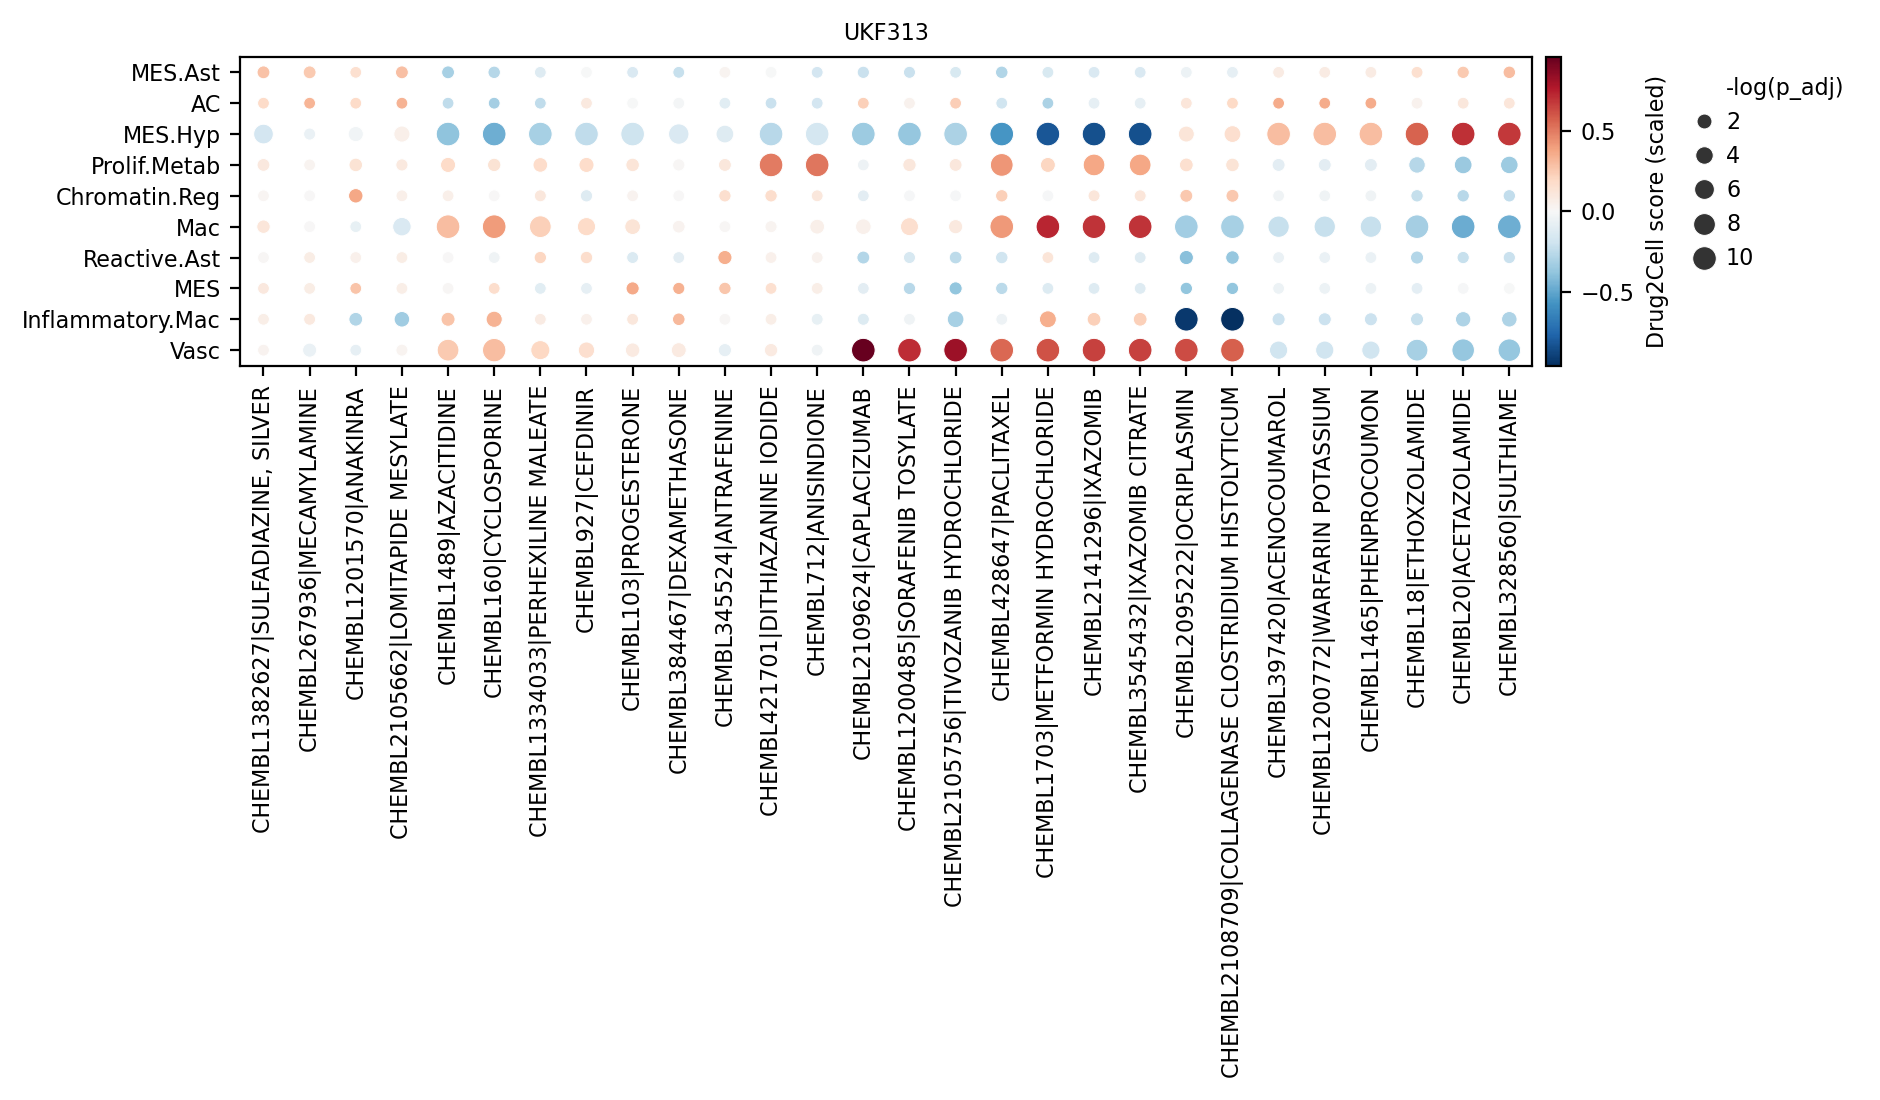 UKF313
MES.Ast
AC
MES.Hyp
Prolif.Metab
Chromatin.Reg
Mac
Reactive.Ast
MES
Inflammatory.Mac
Vasc
CHEMBL1382627|SULFADIAZINE, SILVER
CHEMBL267936|MECAMYLAMINE
CHEMBL1201570|ANAKINRA
CHEMBL2105662|LOMITAPIDE MESYLATE
CHEMBL1489|AZACITIDINE
CHEMBL160|CYCLOSPORINE
CHEMBL1334033|PERHEXILINE MALEATE
CHEMBL927|CEFDINIR
CHEMBL103|PROGESTERONE
CHEMBL384467|DEXAMETHASONE
CHEMBL345524|ANTRAFENINE
CHEMBL421701|DITHIAZANINE IODIDE
CHEMBL712|ANISINDIONE
CHEMBL2109624|CAPLACIZUMAB
CHEMBL1200485|SORAFENIB TOSYLATE
CHEMBL2105756|TIVOZANIB HYDROCHLORIDE
CHEMBL428647|PACLITAXEL
CHEMBL1703|METFORMIN HYDROCHLORIDE
CHEMBL2141296|IXAZOMIB
CHEMBL3545432|IXAZOMIB CITRATE
CHEMBL2095222|OCRIPLASMIN
CHEMBL2108709|COLLAGENASE CLOSTRIDIUM HISTOLYTICUM
CHEMBL397420|ACENOCOUMAROL
CHEMBL1200772|WARFARIN POTASSIUM
CHEMBL1465|PHENPROCOUMON
CHEMBL18|ETHOXZOLAMIDE
CHEMBL20|ACETAZOLAMIDE
CHEMBL328560|SULTHIAME
0.5
0.0
−0.5
Drug2Cell score (scaled)
-log(p_adj)
2
4
6
8
10